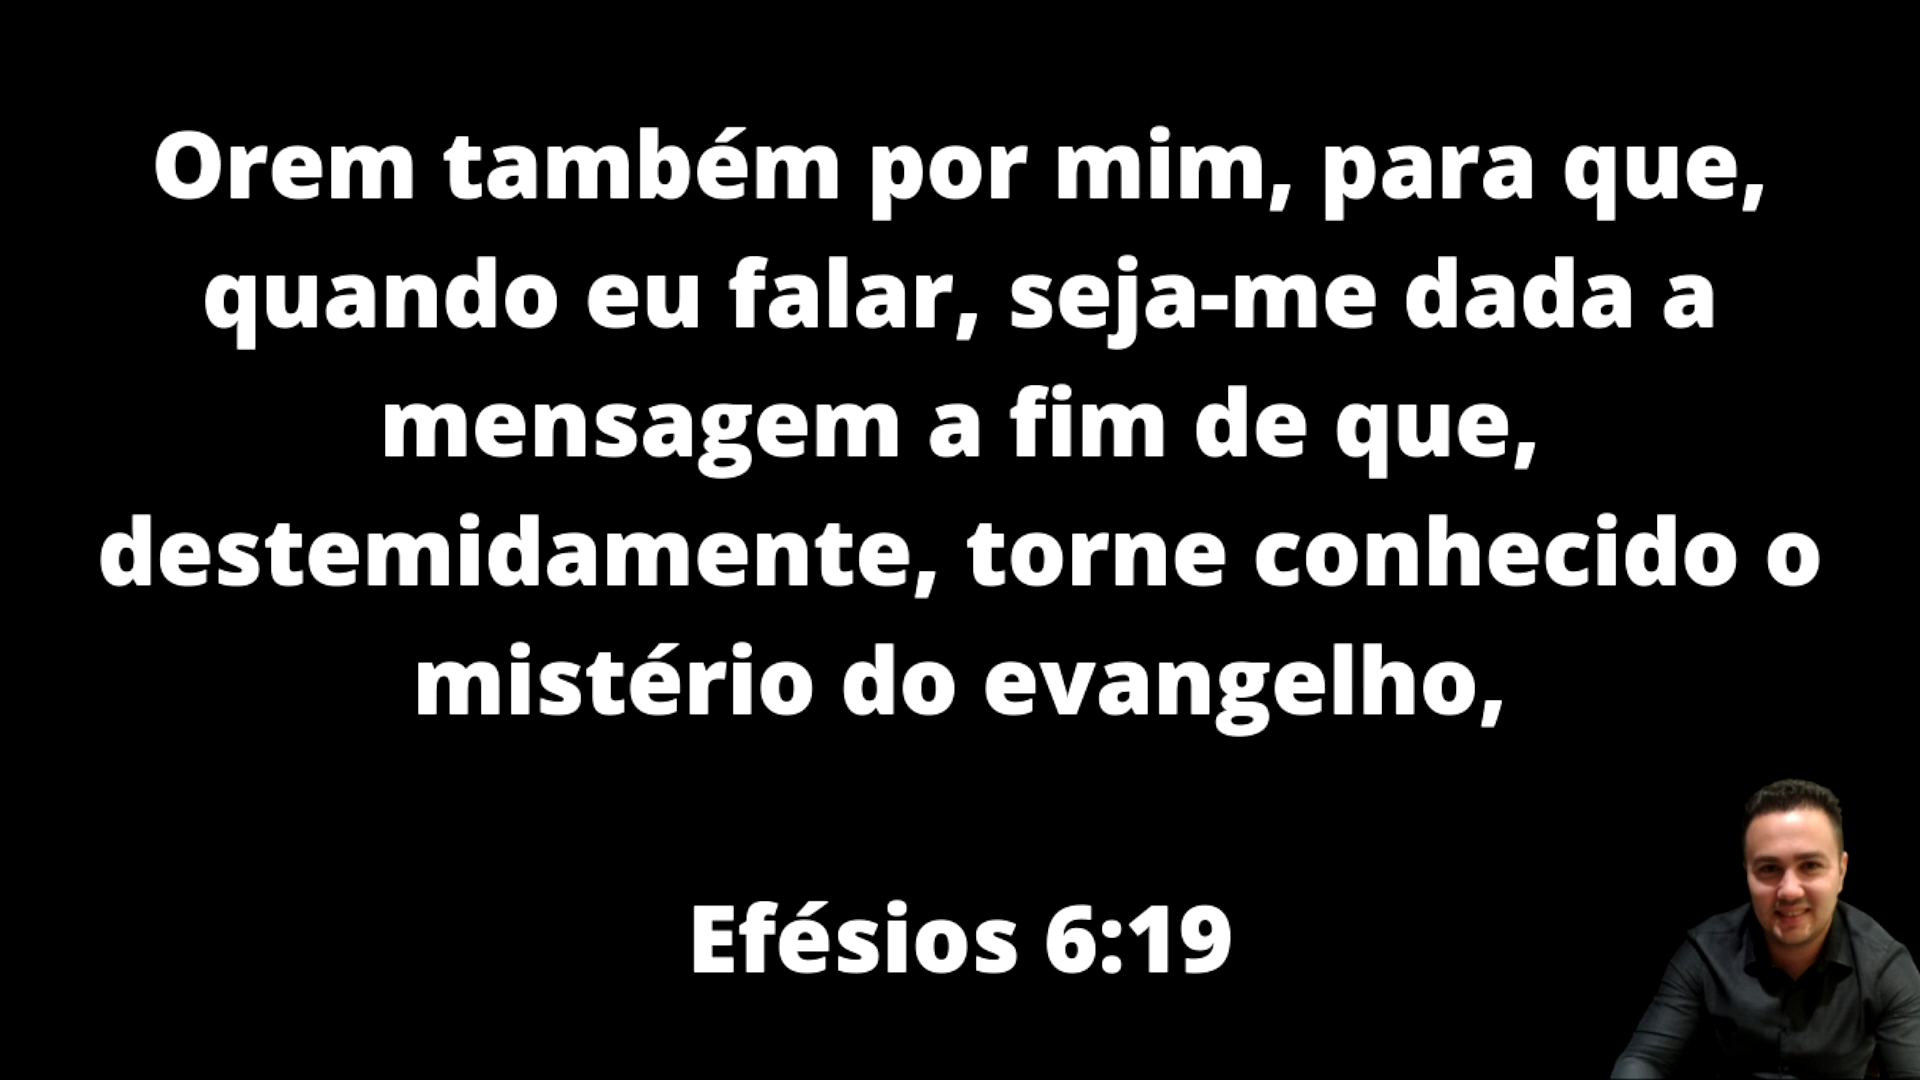 Orem também por mim, para que,
quando eu falar, seja-me dada a
mensagem a fim de que,
destemidamente, torne conhecido o
mistério do evangelho,
Efésios 6:19